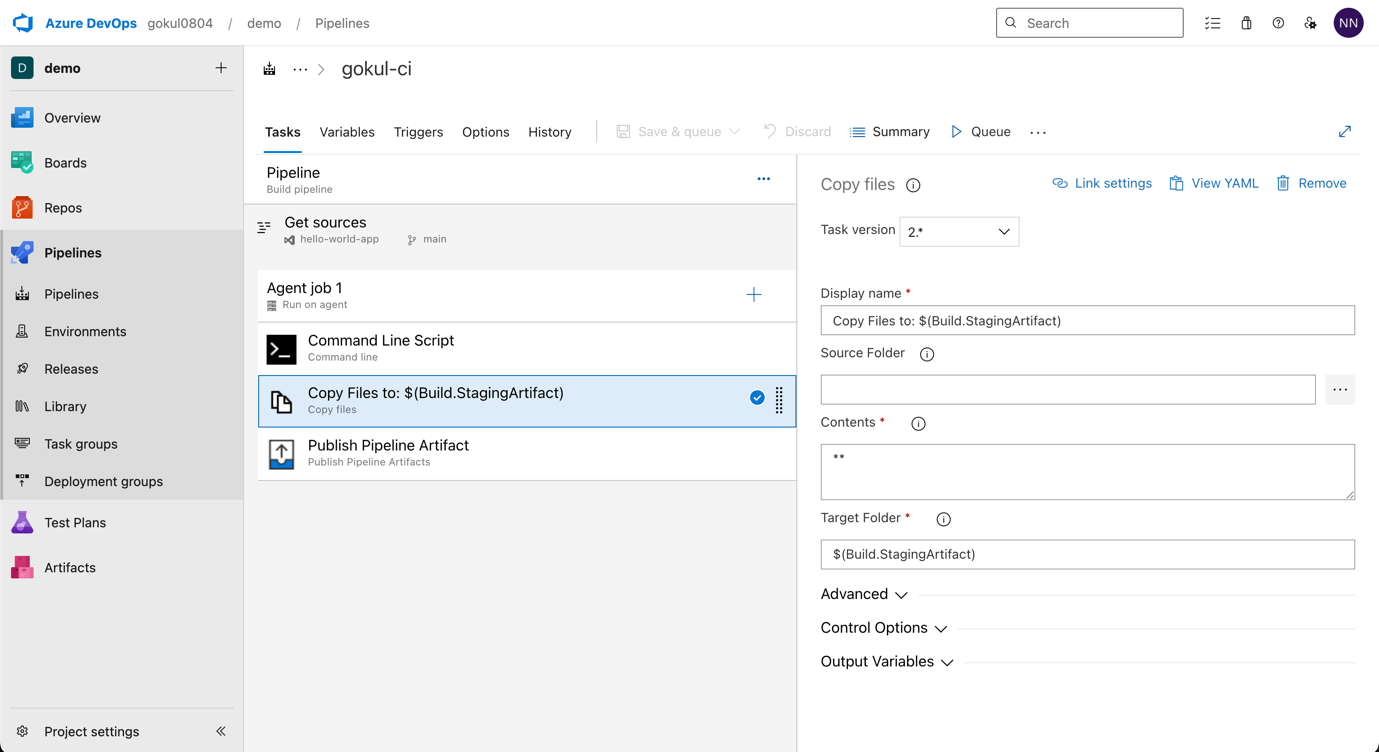 Azure DevOps gokul0804 / demo / Pipelines Search NN
D demo
Overview
Boards
Repos
Pipelines
Pipelines
Environments
Releases
Library
Task groups
Deployment groups
Test Plans
Artifacts
Project settings
··· > gokul-ci
Tasks Variables Triggers Options History Save & queue Discard Summary Queue ···
Pipeline ···
Build pipeline
Get sources
hello-world-app main
Agent job 1
Run on agent
Command Line Script
Command line
Copy Files to: $(Build.StagingArtifact)
Copy files
Publish Pipeline Artifact
Publish Pipeline Artifacts
Copy files Link settings View YAML Remove
Task version 2.*
Display name *
Copy Files to: $(Build.StagingArtifact)
Source Folder
···
Contents *
**
Target Folder *
$(Build.StagingArtifact)
Advanced
Control Options
Output Variables